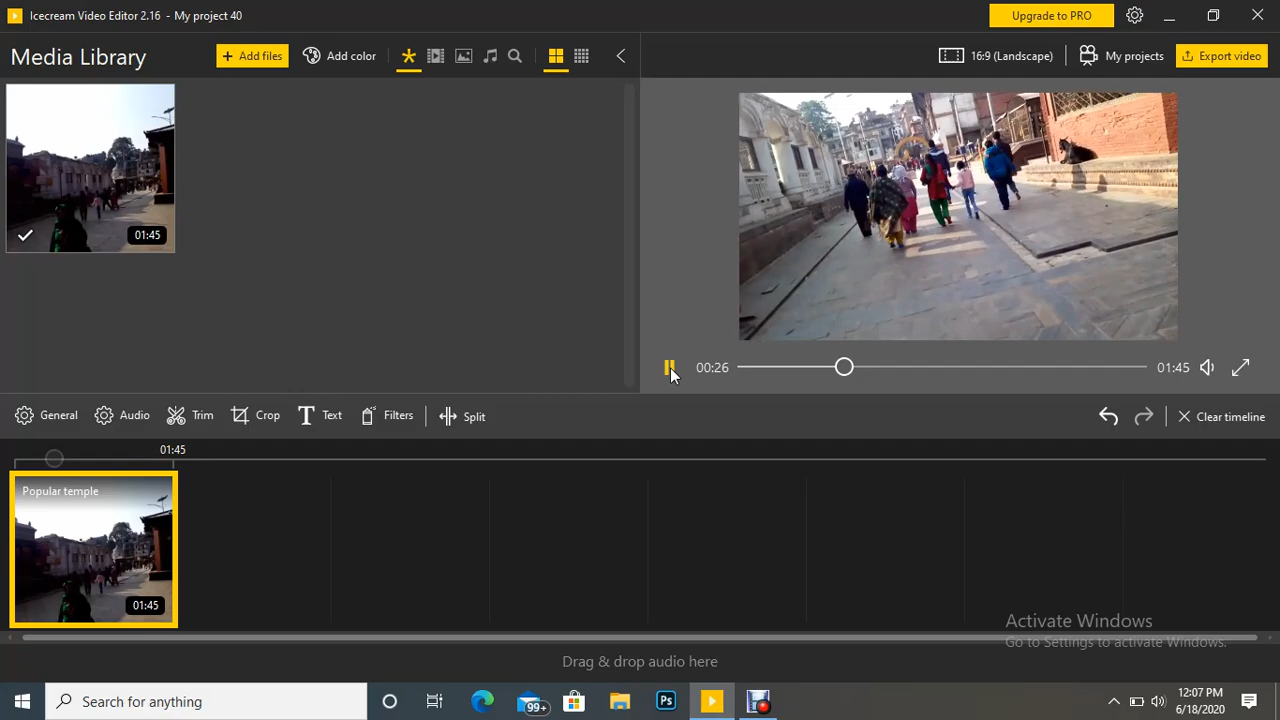 Icecream Video Editor 2.16 - My project 40
Upgrade to PRO
Media Library
Add files
Add color
16:9 (Landscape)
My projects
Export video
01:45
00:26
01:45
General
Audio
Trim
Crop
Text
Filters
Split
Clear timeline
01:45
Popular temple
01:45
Activate Windows
Go to Settings to activate Windows.
Drag & drop audio here
Search for anything
99+
Ps
12:07 PM
6/18/2020